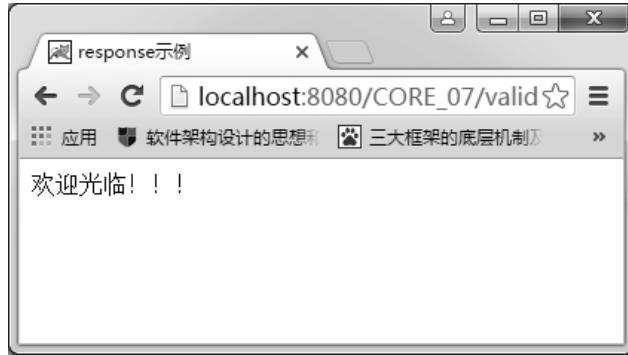 response示例
localhost:8080/CORE_07/valid
应用 软件架构设计的思想和 三大框架的底层机制及 »
欢迎光临！！！